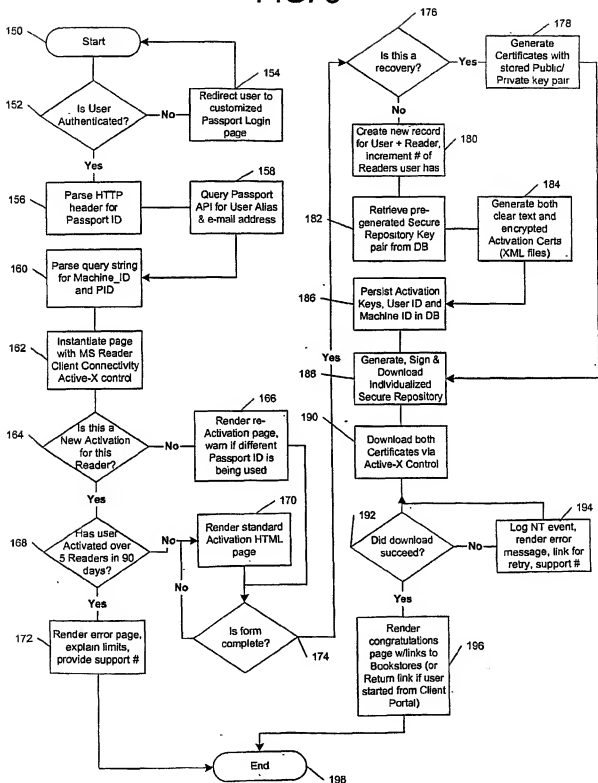 150
Start
154
Redirect user to
customized
Passport Login
page
152
Is User
Authenticated?
No
Yes
156
Parse HTTP
header for
Passport ID
158
Query Passport
API for User Alias
& e-mail address
160
Parse query string
for Machine_ID
and PID
162
Instantiate page
with MS Reader
Client Connectivity
Active-X control
164
Is this a
New Activation
for this
Reader?
No
166
Render re-
Activation page,
warn if different
Passport ID is
being used
Yes
168
Has user
Activated over
5 Readers in 90
days?
No
No
170
Render standard
Activation HTML
page
Yes
172
Render error page,
explain limits,
provide support #
Is form
complete?
174
Yes
176
Is this a
recovery?
Yes
178
Generate
Certificates with
stored Public/
Private key pair
No
Create new record
for User + Reader,
increment # of
Readers user has
180
182
Retrieve pre-
generated Secure
Repository Key
pair from DB
184
Generate both
clear text and
encrypted
Activation Certs
(XML files)
186
Persist Activation
Keys, User ID and
Machine ID in DB
188
Generate, Sign &
Download
Individualized
Secure Repository
190
Download both
Certificates via
Active-X Control
192
Did download
succeed?
No
194
Log NT event,
render error
message, link for
retry, support #
Yes
Render
congratulations
page w/links to
Bookstores (or
Return link if user
started from Client
Portal)
196
End
198